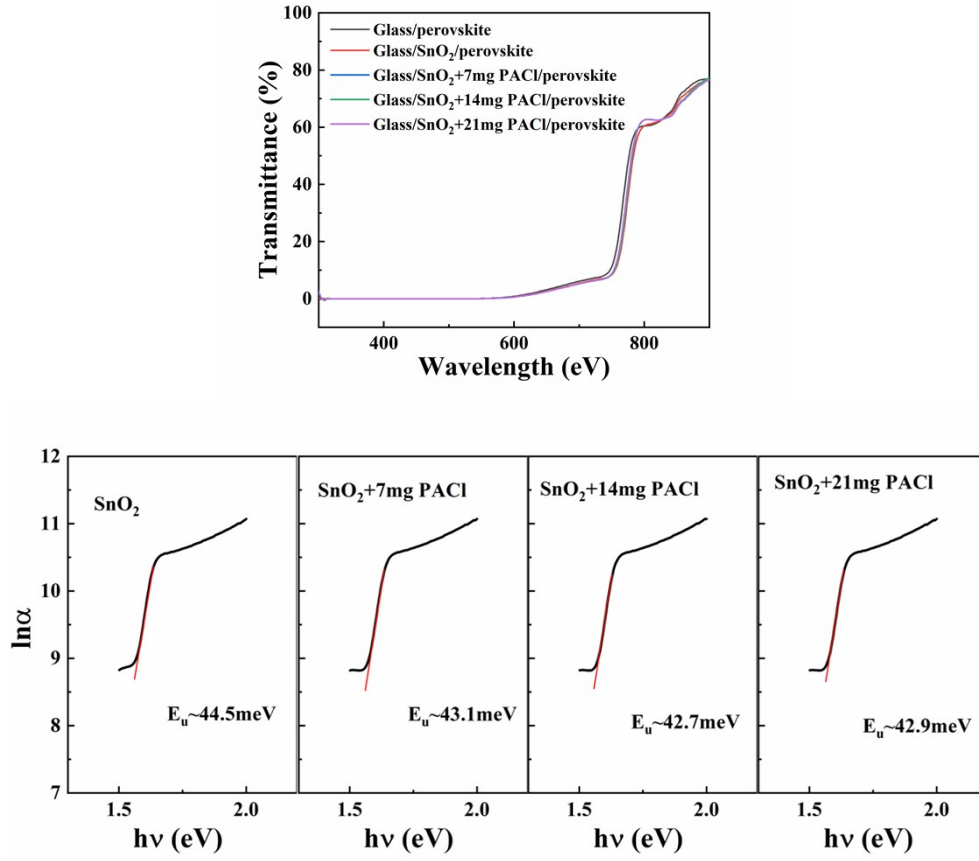 100
80
60
40
20
0
Transmittance (%)
Glass/perovskite
Glass/SnO₂/perovskite
Glass/SnO₂+7mg PACl/perovskite
Glass/SnO₂+14mg PACl/perovskite
Glass/SnO₂+21mg PACl/perovskite
400 600 800
Wavelength (eV)
12
11
10
9
8
7
lnα
SnO₂
E_u~44.5meV
1.5 2.0
hν (eV)
SnO₂+7mg PACl
E_u~43.1meV
1.5 2.0
hν (eV)
SnO₂+14mg PACl
E_u~42.7meV
1.5 2.0
hν (eV)
SnO₂+21mg PACl
E_u~42.9meV
1.5 2.0
hν (eV)